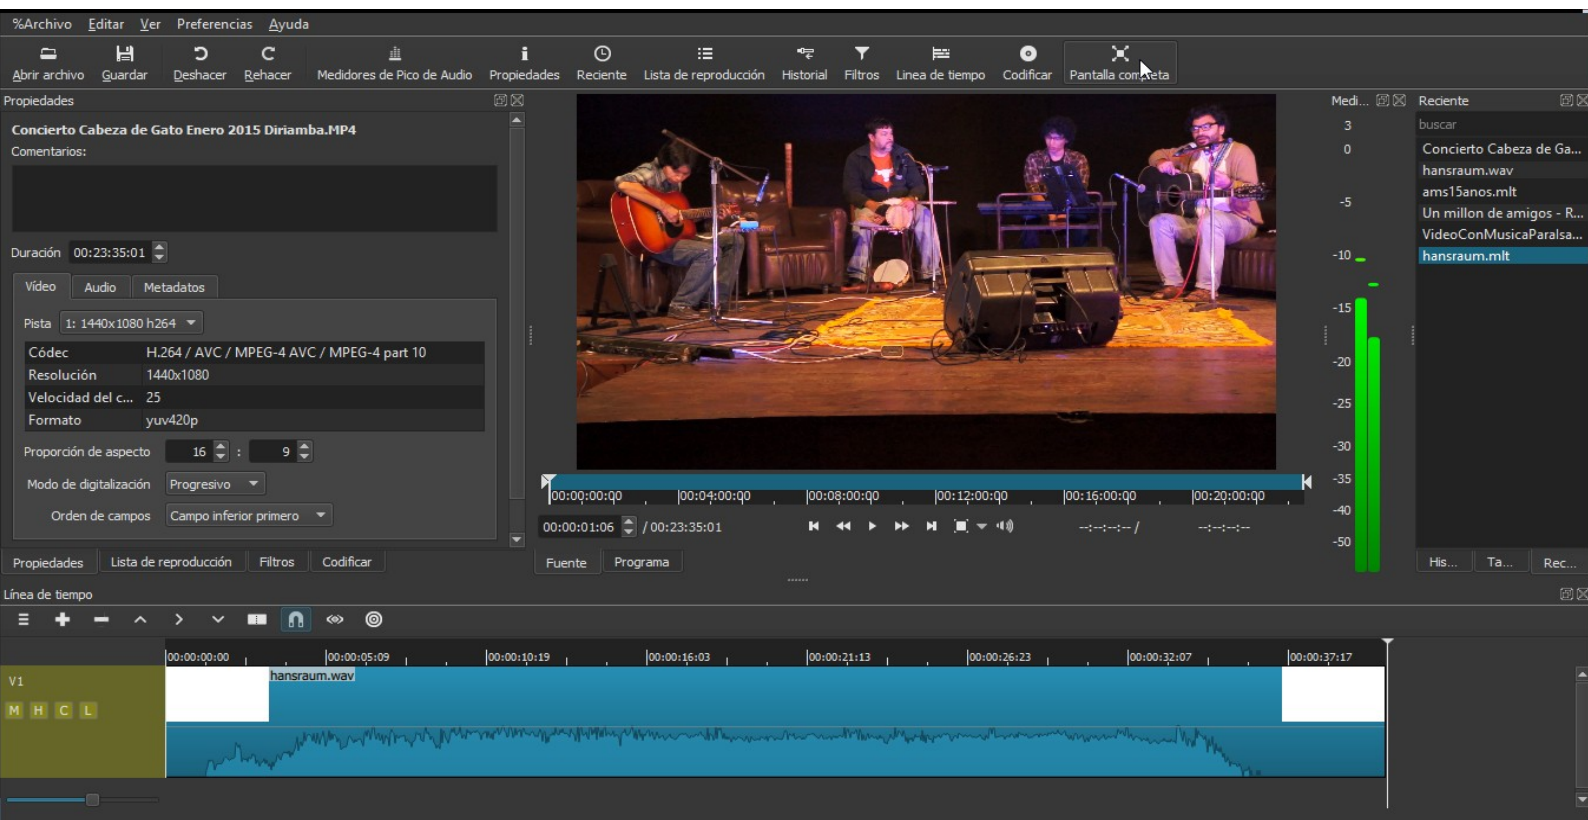 %Archivo Editar Ver Preferencias Ayuda
Abrir archivo Guardar Deshacer Rehacer Medidores de Pico de Audio Propiedades Reciente Lista de reproducción Historial Filtros Linea de tiempo Codificar Pantalla completa
Propiedades
Concierto Cabeza de Gato Enero 2015 Diriamba.MP4
Comentarios:
Duración 00:23:35:01
Vídeo Audio Metadatos
Pista 1: 1440x1080 h264
Códec H.264 / AVC / MPEG-4 AVC / MPEG-4 part 10
Resolución 1440x1080
Velocidad del c... 25
Formato yuv420p
Proporción de aspecto 16 : 9
Modo de digitalización Progresivo
Orden de campos Campo inferior primero
Propiedades Lista de reproducción Filtros Codificar
00:00:00:00 00:04:00:00 00:08:00:00 00:12:00:00 00:16:00:00 00:20:00:00
00:00:01:06 / 00:23:35:01 --:--:--:-- / --:--:--:--
Fuente Programa
Medi...
3
0
-5
-10
-15
-20
-25
-30
-35
-40
-50
Reciente
buscar
Concierto Cabeza de Ga...
hansraum.wav
ams15anos.mlt
Un millon de amigos - R...
VideoConMusicaParaIsa...
hansraum.mlt
His... Ta... Rec...
Línea de tiempo
00:00:00:00 00:00:05:09 00:00:10:19 00:00:16:03 00:00:21:13 00:00:26:23 00:00:32:07 00:00:37:17
V1
hansraum.wav
M H C L